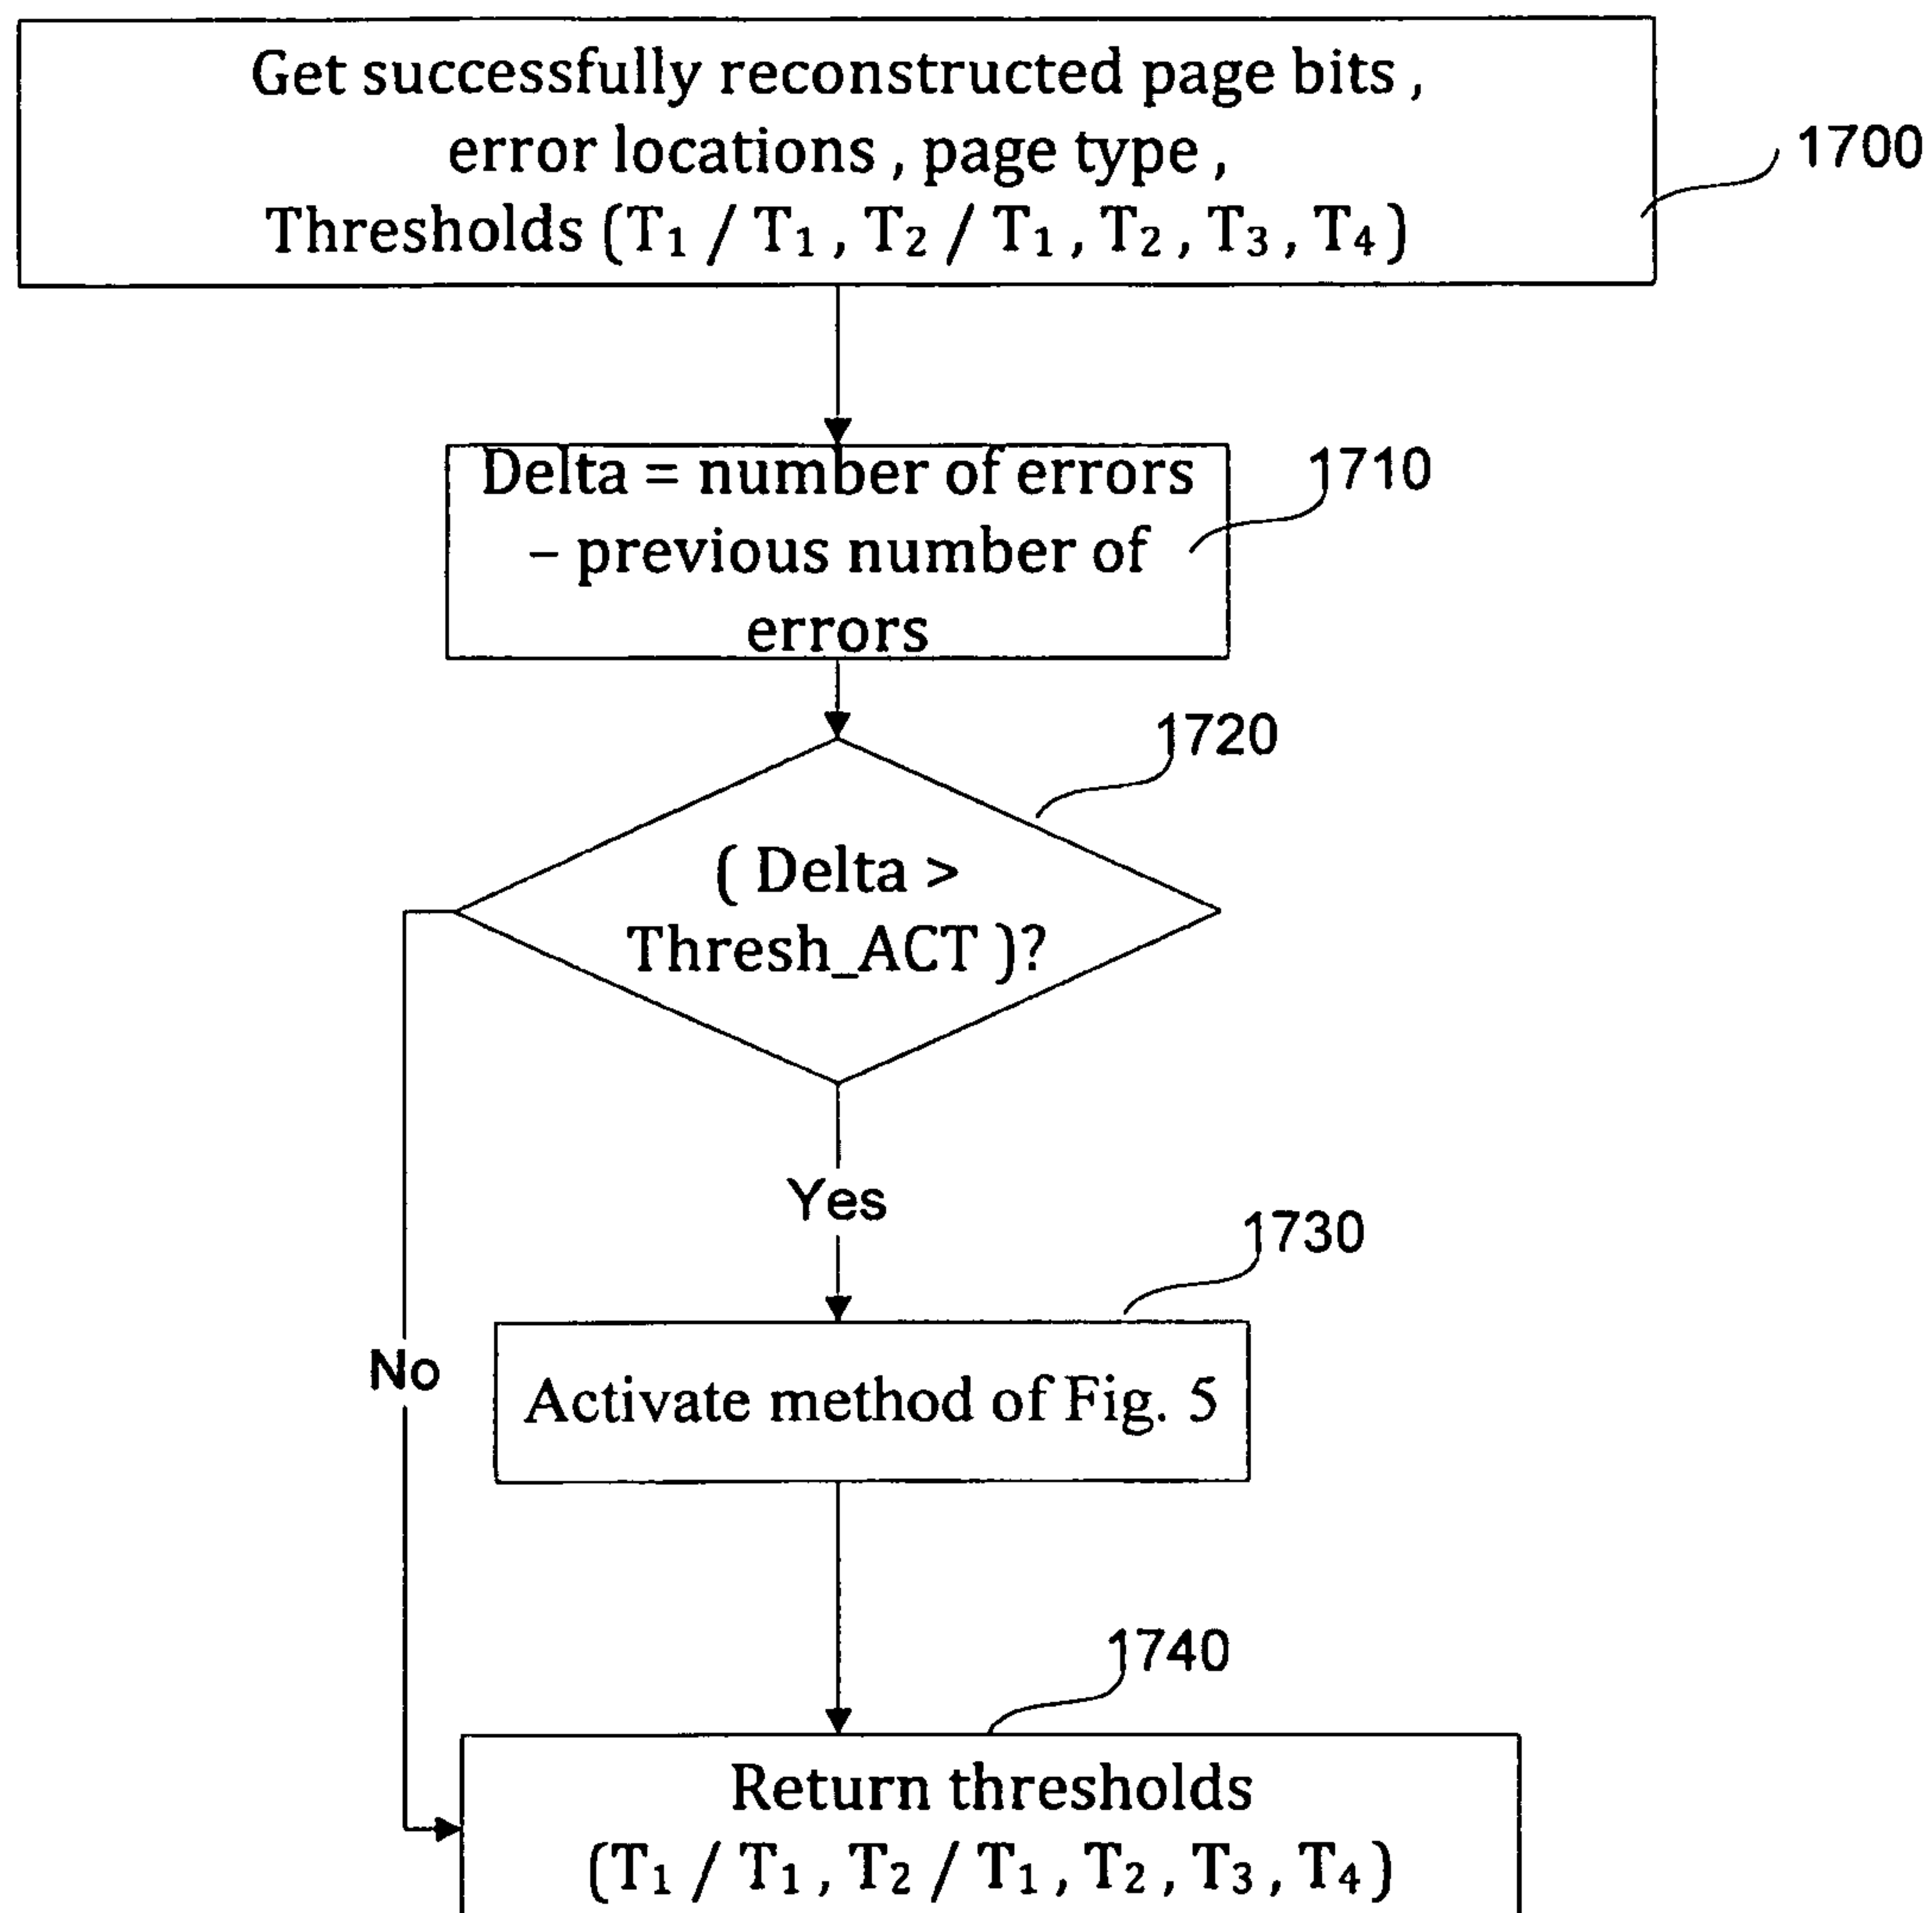 Get successfully reconstructed page bits ,
error locations , page type ,
Thresholds (T₁ / T₁ , T₂ / T₁ , T₂ , T₃ , T₄ )
1700
Delta = number of errors
– previous number of
errors
1710
1720
( Delta >
Thresh_ACT )?
Yes
1730
No
Activate method of Fig. 5
1740
Return thresholds
(T₁ / T₁ , T₂ / T₁ , T₂ , T₃ , T₄ )